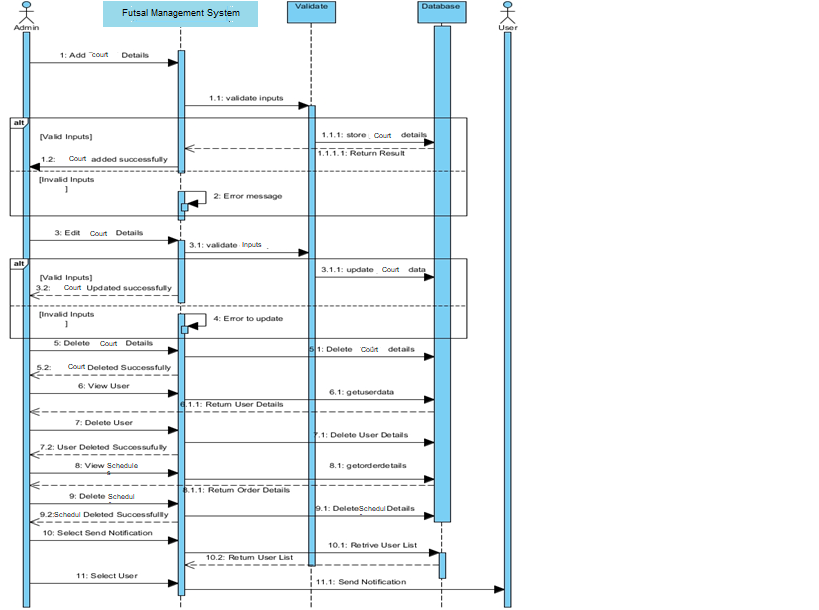 Futsal Management System
Validate
Database
Admin
User
1: Add court Details
1.1: validate inputs
alt
[Valid Inputs]
1.1.1: store Court details
1.1.1.1: Return Result
1.2: Court added successfully
[Invalid Inputs
]
2: Error message
3: Edit Court Details
3.1: validate Inputs
alt
[Valid Inputs]
3.1.1: update Court data
3.2: Court Updated successfully
[Invalid Inputs
]
4: Error to update
5: Delete Court Details
5.1: Delete Court details
5.2: Court Deleted Successfully
6: View User
6.1: getuserdata
6.1.1: Return User Details
7: Delete User
7.1: Delete User Details
7.2: User Deleted Successufully
8: View Schedule
s
8.1: getorderdetails
8.1.1: Return Order Details
9: Delete Schedul
9.1: DeleteSchedul Details
9.2:Schedul Deleted Successfllly
10: Select Send Notification
10.1: Retrive User List
10.2: Return User List
11: Select User
11.1: Send Notification